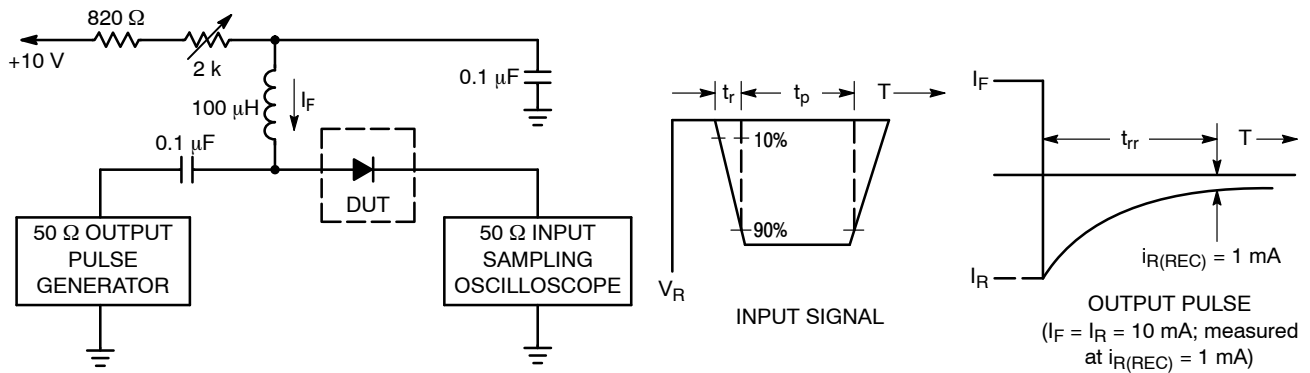 820 Ω
+10 V
2 k
100 μH
I_F
0.1 μF
0.1 μF
DUT
50 Ω OUTPUT
PULSE
GENERATOR
50 Ω INPUT
SAMPLING
OSCILLOSCOPE
t_r
t_p
T
10%
90%
V_R
INPUT SIGNAL
I_F
t_rr
T
i_R(REC) = 1 mA
I_R
OUTPUT PULSE
(I_F = I_R = 10 mA; measured
at i_R(REC) = 1 mA)